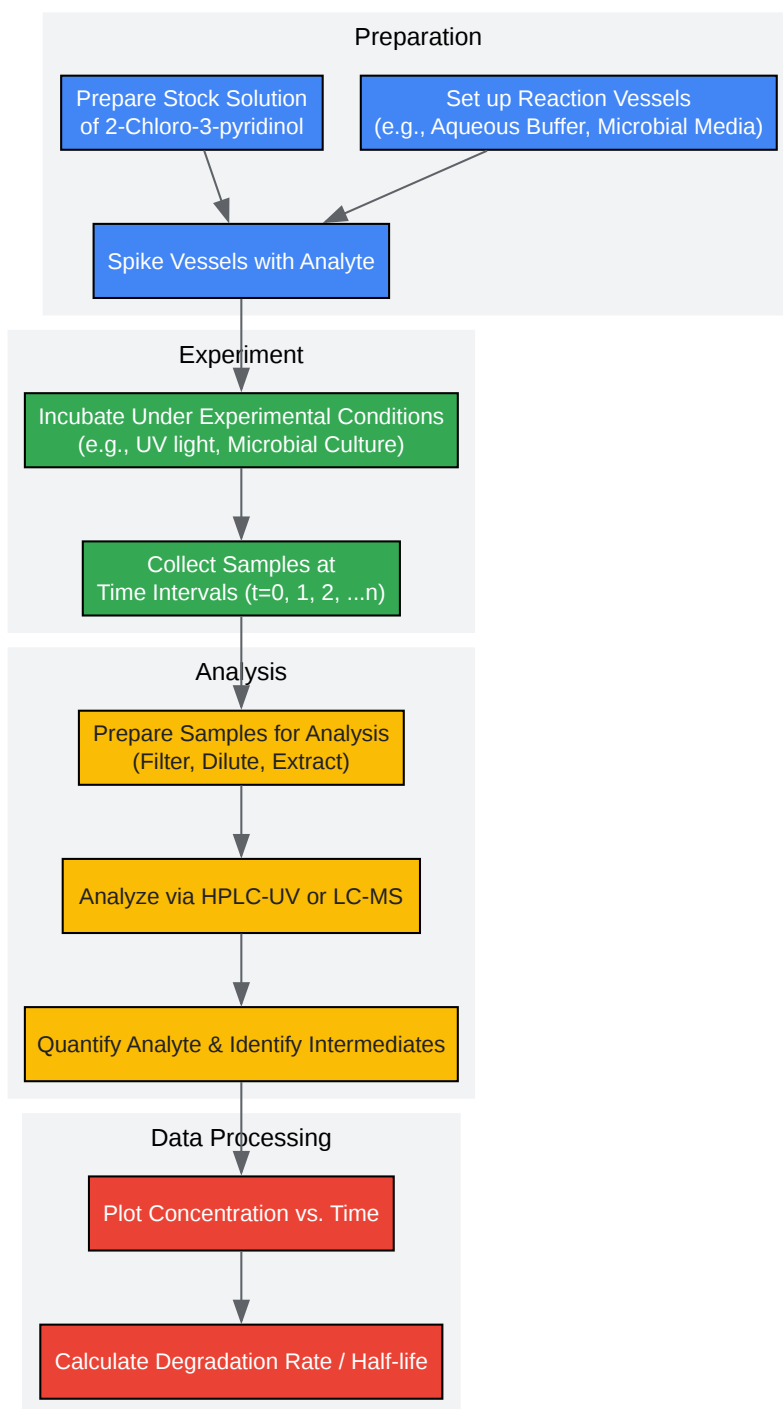 Preparation
Prepare Stock Solution
of 2-Chloro-3-pyridinol
Set up Reaction Vessels
(e.g., Aqueous Buffer, Microbial Media)
Spike Vessels with Analyte
Experiment
Incubate Under Experimental Conditions
(e.g., UV light, Microbial Culture)
Collect Samples at
Time Intervals (t=0, 1, 2, ...n)
Analysis
Prepare Samples for Analysis
(Filter, Dilute, Extract)
Analyze via HPLC-UV or LC-MS
Quantify Analyte & Identify Intermediates
Data Processing
Plot Concentration vs. Time
Calculate Degradation Rate / Half-life